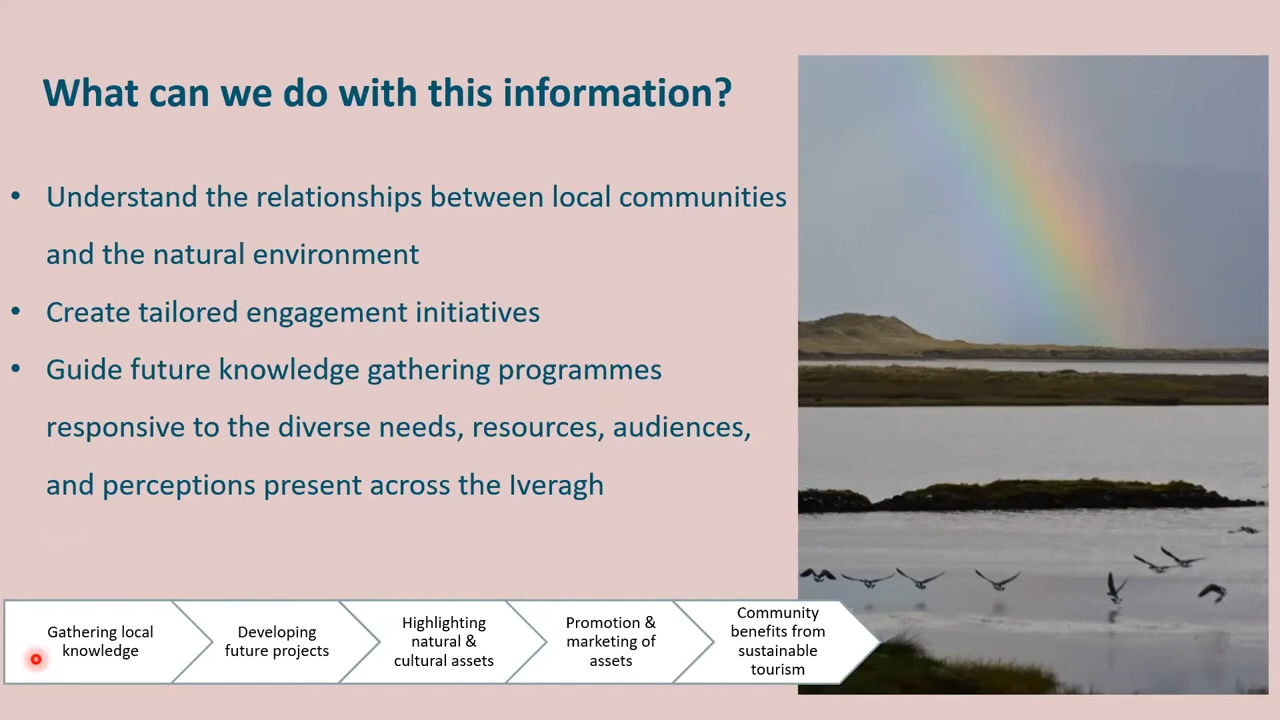 What can we do with this information?
• Understand the relationships between local communities
and the natural environment
• Create tailored engagement initiatives
• Guide future knowledge gathering programmes
responsive to the diverse needs, resources, audiences,
and perceptions present across the Iveragh
Gathering local
knowledge
Developing
future projects
Highlighting
natural &
cultural assets
Promotion &
marketing of
assets
Community
benefits from
sustainable
tourism